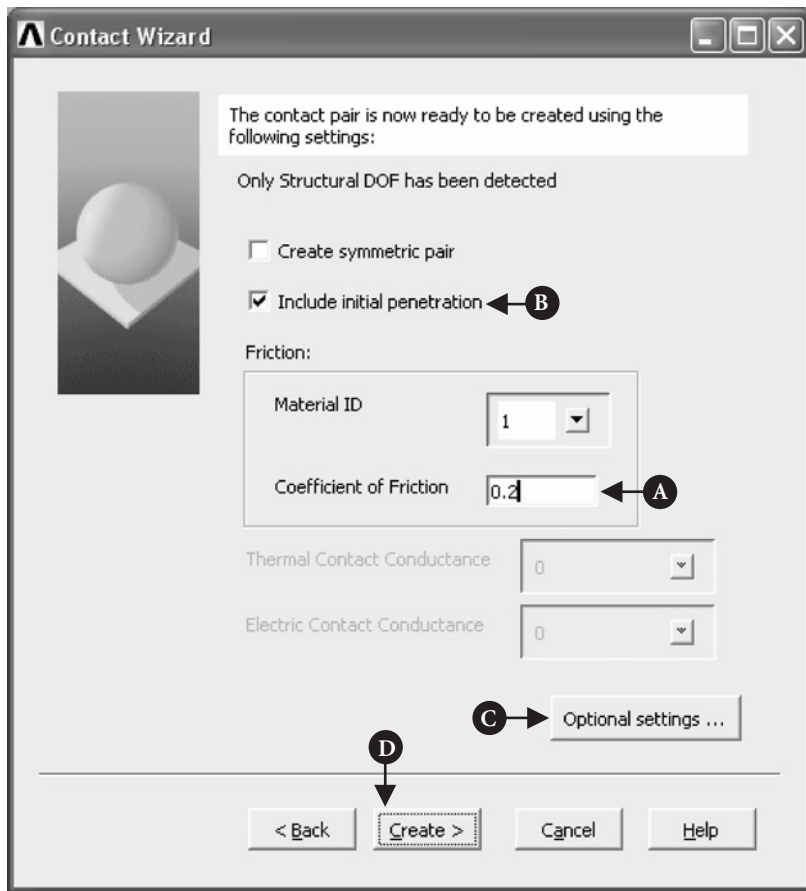 Contact Wizard
The contact pair is now ready to be created using the
following settings:
Only Structural DOF has been detected
Create symmetric pair
Include initial penetration
B
Friction:
Material ID
1
Coefficient of Friction
0.2
A
Thermal Contact Conductance
0
Electric Contact Conductance
0
C
Optional settings ...
D
< Back
Create >
Cancel
Help